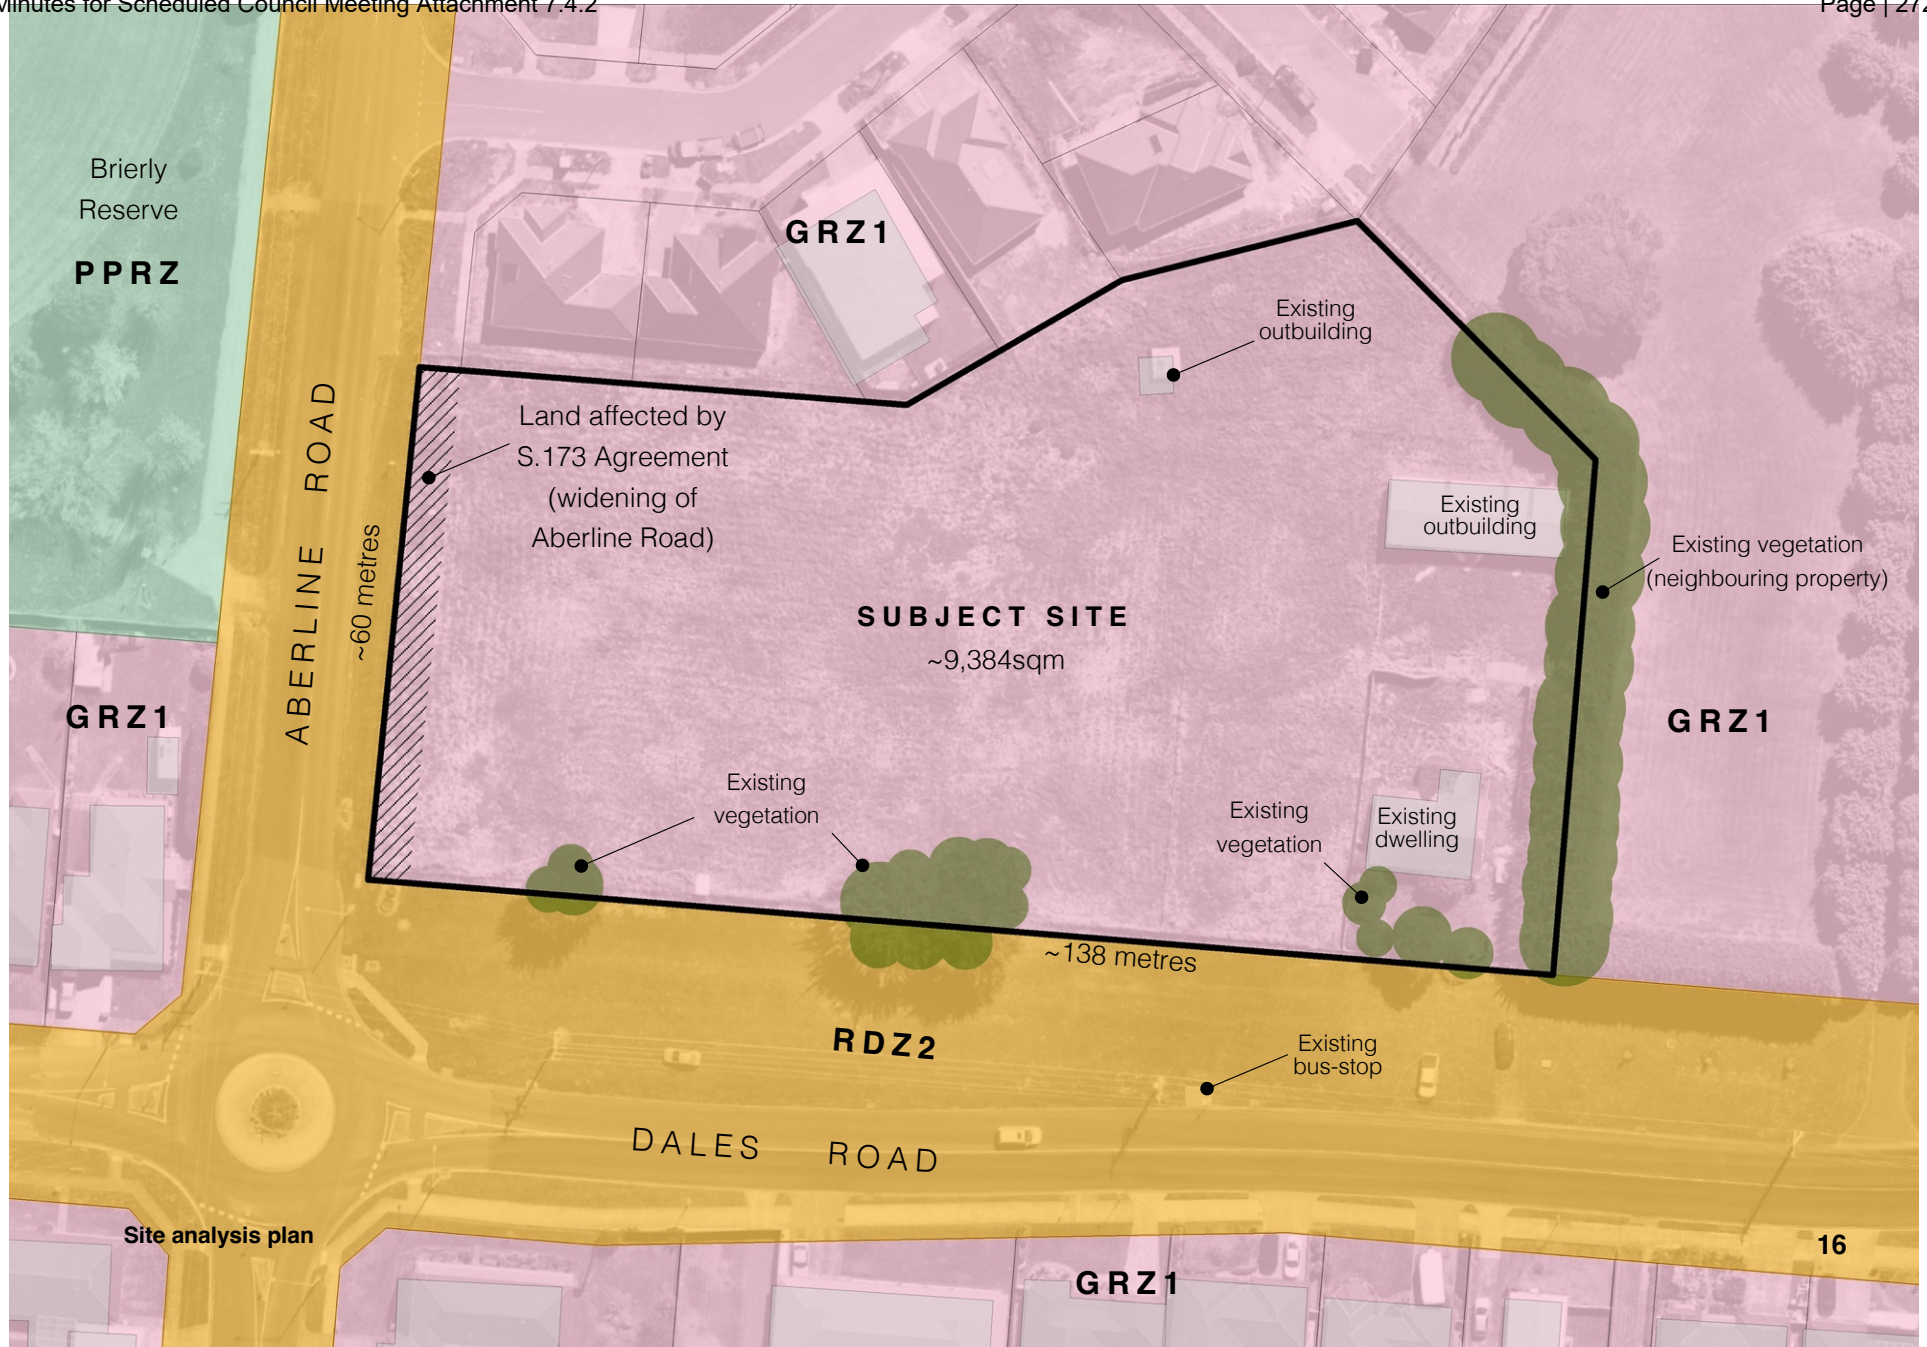 Minutes for Scheduled Council Meeting Attachment 7.4.2
Page | 272
Brierly
Reserve
PPRZ
GRZ1
Existing
outbuilding
Land affected by
S.173 Agreement
(widening of
Aberline Road)
ABERLINE ROAD
~60 metres
Existing
outbuilding
Existing vegetation
(neighbouring property)
SUBJECT SITE
~9,384sqm
GRZ1
GRZ1
Existing
vegetation
Existing
vegetation
Existing
dwelling
~138 metres
RDZ2
Existing
bus-stop
DALES ROAD
Site analysis plan
16
GRZ1